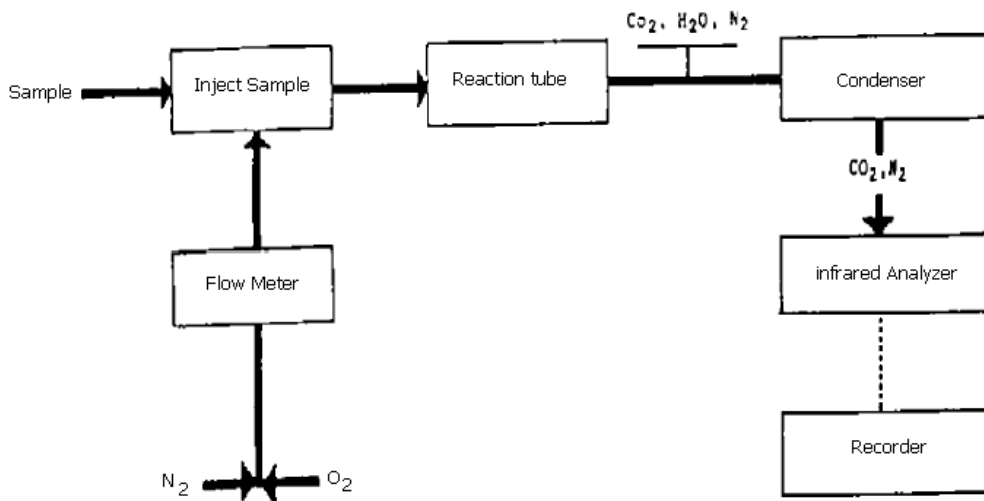 Co₂, H₂O, N₂
Sample
Inject Sample
Reaction tube
Condenser
CO₂,N₂
Flow Meter
infrared Analyzer
N₂
O₂
Recorder